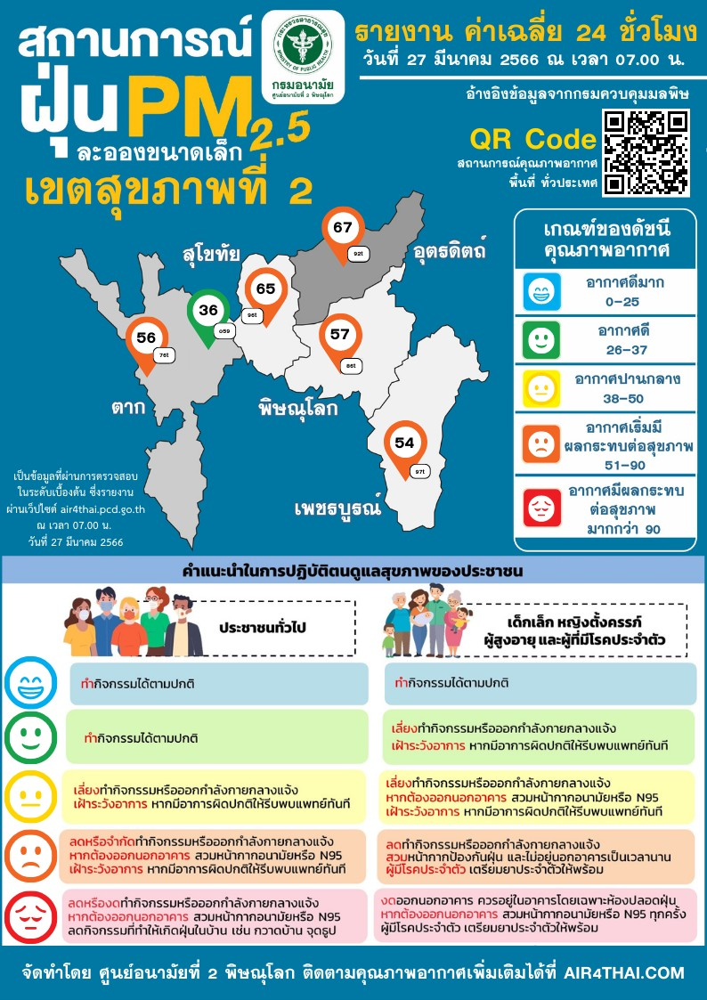 สถานการณ์
ฝุ่น PM 2.5
ละอองขนาดเล็ก
เขตสุขภาพที่ 2
กระทรวงสาธารณสุข
MINISTRY OF PUBLIC HEALTH
กรมอนามัย
ศูนย์อนามัยที่ 2 พิษณุโลก
รายงาน ค่าเฉลี่ย 24 ชั่วโมง
วันที่ 27 มีนาคม 2566 ณ เวลา 07.00 น.
อ้างอิงข้อมูลจากกรมควบคุมมลพิษ
QR Code
สถานการณ์คุณภาพอากาศ
พื้นที่ ทั่วประเทศ
สุโขทัย
อุตรดิตถ์
67
92t
65
96t
36
o59
56
76t
57
86t
ตาก
พิษณุโลก
54
97t
เพชรบูรณ์
เป็นข้อมูลที่ผ่านการตรวจสอบ
ในระดับเบื้องต้น ซึ่งรายงาน
ผ่านเว็ปไซต์ air4thai.pcd.go.th
ณ เวลา 07.00 น.
วันที่ 27 มีนาคม 2566
เกณฑ์ของดัชนี
คุณภาพอากาศ
อากาศดีมาก
0-25
อากาศดี
26-37
อากาศปานกลาง
38-50
อากาศเริ่มมี
ผลกระทบต่อสุขภาพ
51-90
อากาศมีผลกระทบ
ต่อสุขภาพ
มากกว่า 90
คำแนะนำในการปฏิบัติตนดูแลสุขภาพของประชาชน
ประชาชนทั่วไป
เด็กเล็ก หญิงตั้งครรภ์
ผู้สูงอายุ และผู้ที่มีโรคประจำตัว
ทำกิจกรรมได้ตามปกติ
ทำกิจกรรมได้ตามปกติ
ทำกิจกรรมได้ตามปกติ
เลี่ยงทำกิจกรรมหรือออกกำลังกายกลางแจ้ง
เฝ้าระวังอาการ หากมีอาการผิดปกติให้รีบพบแพทย์ทันที
เลี่ยงทำกิจกรรมหรือออกกำลังกายกลางแจ้ง
เฝ้าระวังอาการ หากมีอาการผิดปกติให้รีบพบแพทย์ทันที
เลี่ยงทำกิจกรรมหรือออกกำลังกายกลางแจ้ง
หากต้องออกนอกอาคาร สวมหน้ากากอนามัยหรือ N95
เฝ้าระวังอาการ หากมีอาการผิดปกติให้รีบพบแพทย์ทันที
ลดหรือจำกัดทำกิจกรรมหรือออกกำลังกายกลางแจ้ง
หากต้องออกนอกอาคาร สวมหน้ากากอนามัยหรือ N95
เฝ้าระวังอาการ หากมีอาการผิดปกติให้รีบพบแพทย์ทันที
ลดทำกิจกรรมหรือออกกำลังกายกลางแจ้ง
สวมหน้ากากป้องกันฝุ่น และไม่อยู่นอกอาคารเป็นเวลานาน
ผู้มีโรคประจำตัว เตรียมยาประจำตัวให้พร้อม
ลดหรืองดทำกิจกรรมหรือออกกำลังกายกลางแจ้ง
หากต้องออกนอกอาคาร สวมหน้ากากอนามัยหรือ N95
ลดกิจกรรมที่ทำให้เกิดฝุ่นในบ้าน เช่น กวาดบ้าน จุดธูป
งดออกนอกอาคาร ควรอยู่ในอาคารโดยเฉพาะห้องปลอดฝุ่น
หากต้องออกนอกอาคาร สวมหน้ากากอนามัยหรือ N95 ทุกครั้ง
ผู้มีโรคประจำตัว เตรียมยาประจำตัวให้พร้อม
จัดทำโดย ศูนย์อนามัยที่ 2 พิษณุโลก ติดตามคุณภาพอากาศเพิ่มเติมได้ที่ AIR4THAI.COM